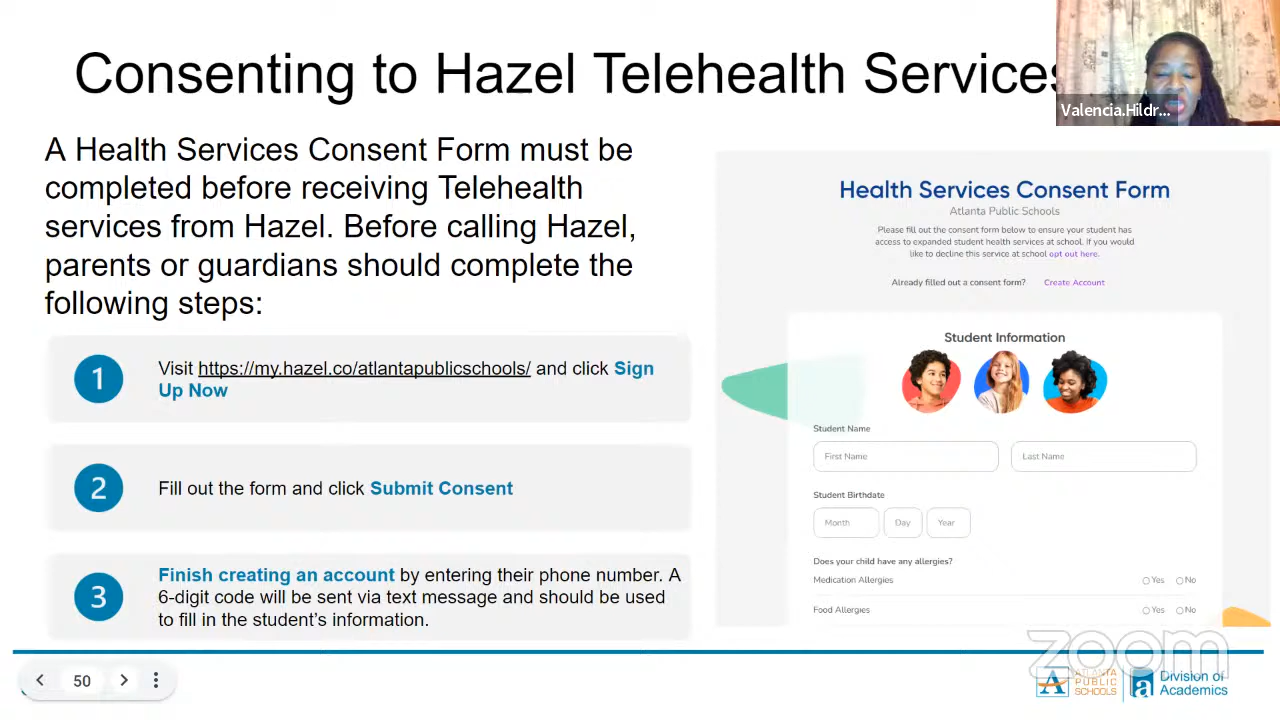 Consenting to Hazel Telehealth Services
Valencia.Hildr...
A Health Services Consent Form must be
completed before receiving Telehealth
services from Hazel. Before calling Hazel,
parents or guardians should complete the
following steps:
1
Visit https://my.hazel.co/atlantapublicschools/ and click Sign
Up Now
2
Fill out the form and click Submit Consent
3
Finish creating an account by entering their phone number. A
6-digit code will be sent via text message and should be used
to fill in the student's information.
Health Services Consent Form
Atlanta Public Schools
Please fill out the consent form below to ensure your student has
access to expanded student health services at school. If you would
like to decline this service at school opt out here.
Already filled out a consent form? Create Account
Student Information
Student Name
First Name Last Name
Student Birthdate
Month Day Year
Does your child have any allergies?
Medication Allergies Yes No
Food Allergies Yes No
zoom
50
ATLANTA
PUBLIC
SCHOOLS
Division of
Academics